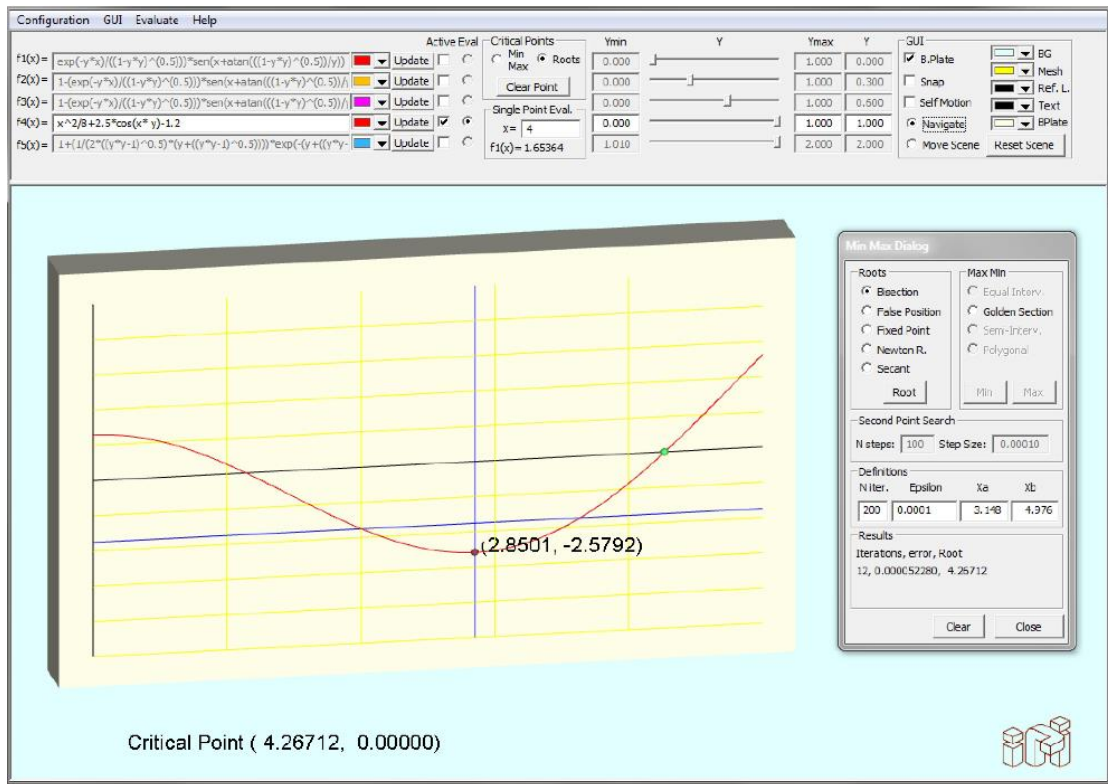 Configuration GUI Evaluate Help
Active Eval Critical Points Ymin Y Ymax Y GUI
f1(x)= exp(-y*x)/((1-y*y)^(0.5)))*sen(x+atan(((1-y*y)^(0.5))/y)) Update Min Max Roots 0.000 1.000 0.000 B.Plate BG
f2(x)= 1-(exp(-y*x)/((1-y*y)^(0.5)))*sen(x+atan(((1-y*y)^(0.5))/ Update Clear Point 0.000 1.000 0.300 Snap Mesh
f3(x)= 1-(exp(-y*x)/((1-y*y)^(0.5)))*sen(x+atan(((1-y*y)^(0.5))/ Update Single Point Eval. 0.000 1.000 0.600 Self Motion Ref. L.
f4(x)= x^2/8+2.5*cos(x* y)-1.2 Update x= 4 0.000 1.000 1.000 Navigate Text
f5(x)= 1+(1/(2*((y*y-1)^0.5)*(y+((y*y-1)^0.5))))*exp(-(y+((y*y- Update f1(x)= 1.65364 1.010 2.000 2.000 Move Scene BPlate
Reset Scene
Min Max Dialog
Roots Max Min
Bisection Equal Interv.
False Position Golden Section
Fixed Point Semi-Interv.
Newton R. Polygonal
Secant
Root Min Max
Second Point Search
N steps: 100 Step Size: 0.00010
Definitions
N iter. Epsilon Xa Xb
200 0.0001 3.148 4.976
Results
Iterations, error, Root
12, 0.000052280, 4.26712
Clear Close
(2.8501, -2.5792)
Critical Point ( 4.26712, 0.00000)